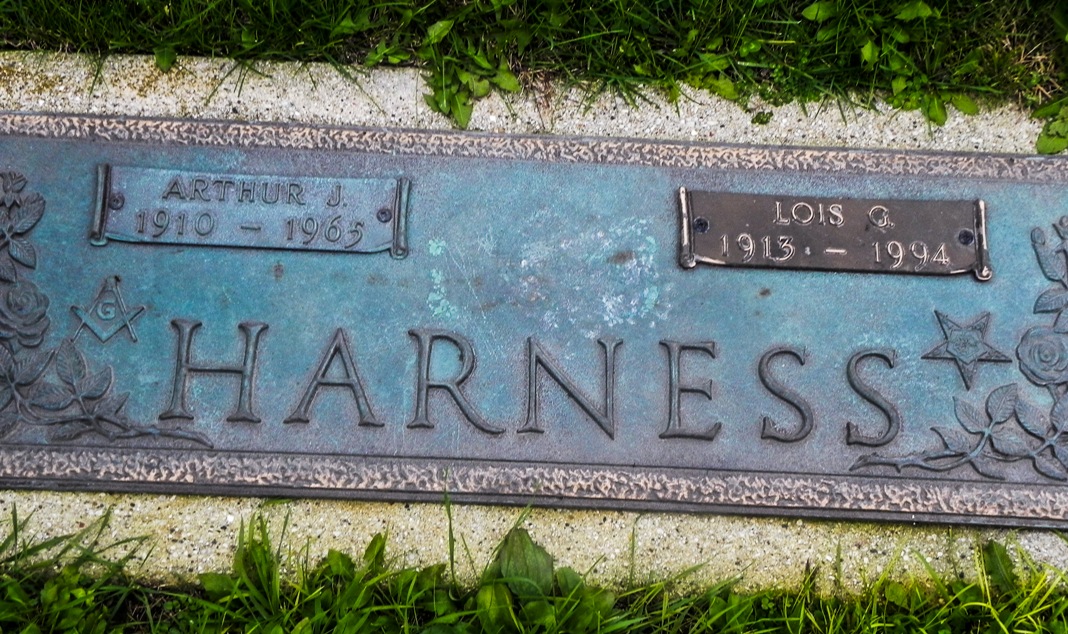 ARTHUR J.
1910 – 1965
LOIS G.
1913 – 1994
G
HARNESS